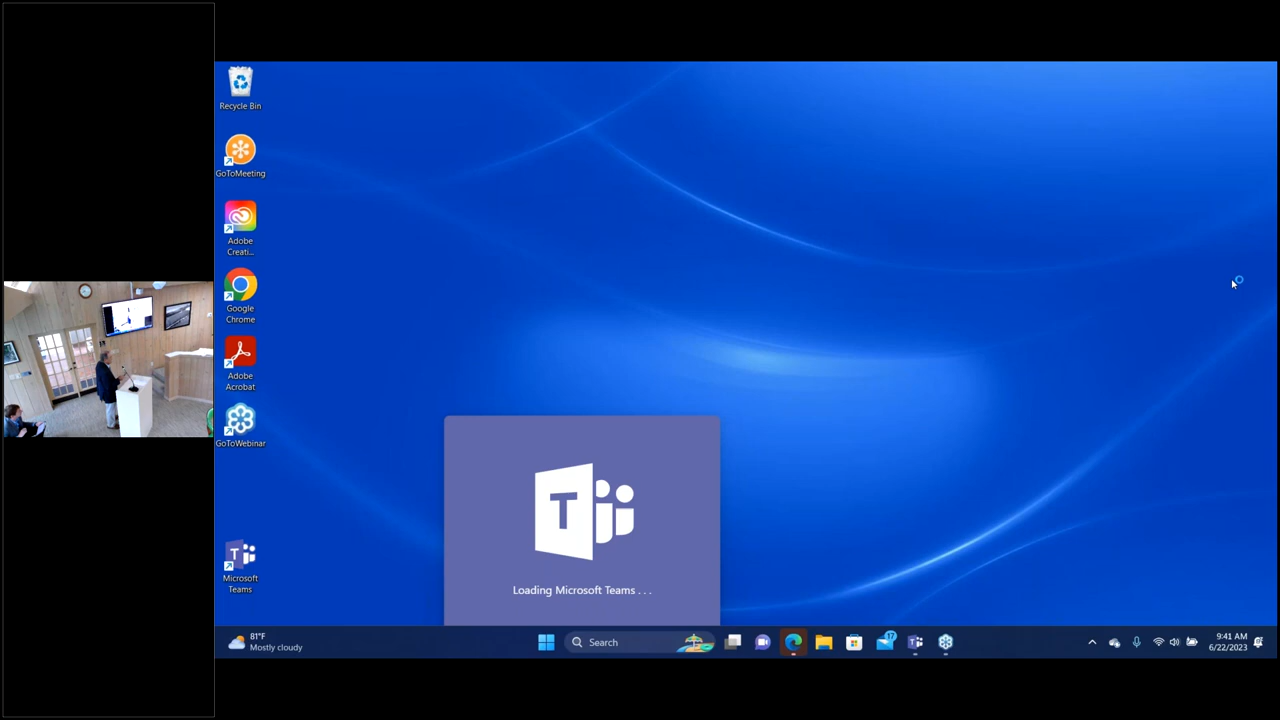 Recycle Bin
GoToMeeting
Adobe
Creati...
Google
Chrome
Adobe
Acrobat
GoToWebinar
Microsoft
Teams
T
Loading Microsoft Teams . . .
81°F
Mostly cloudy
Search
17
9:41 AM
6/22/2023